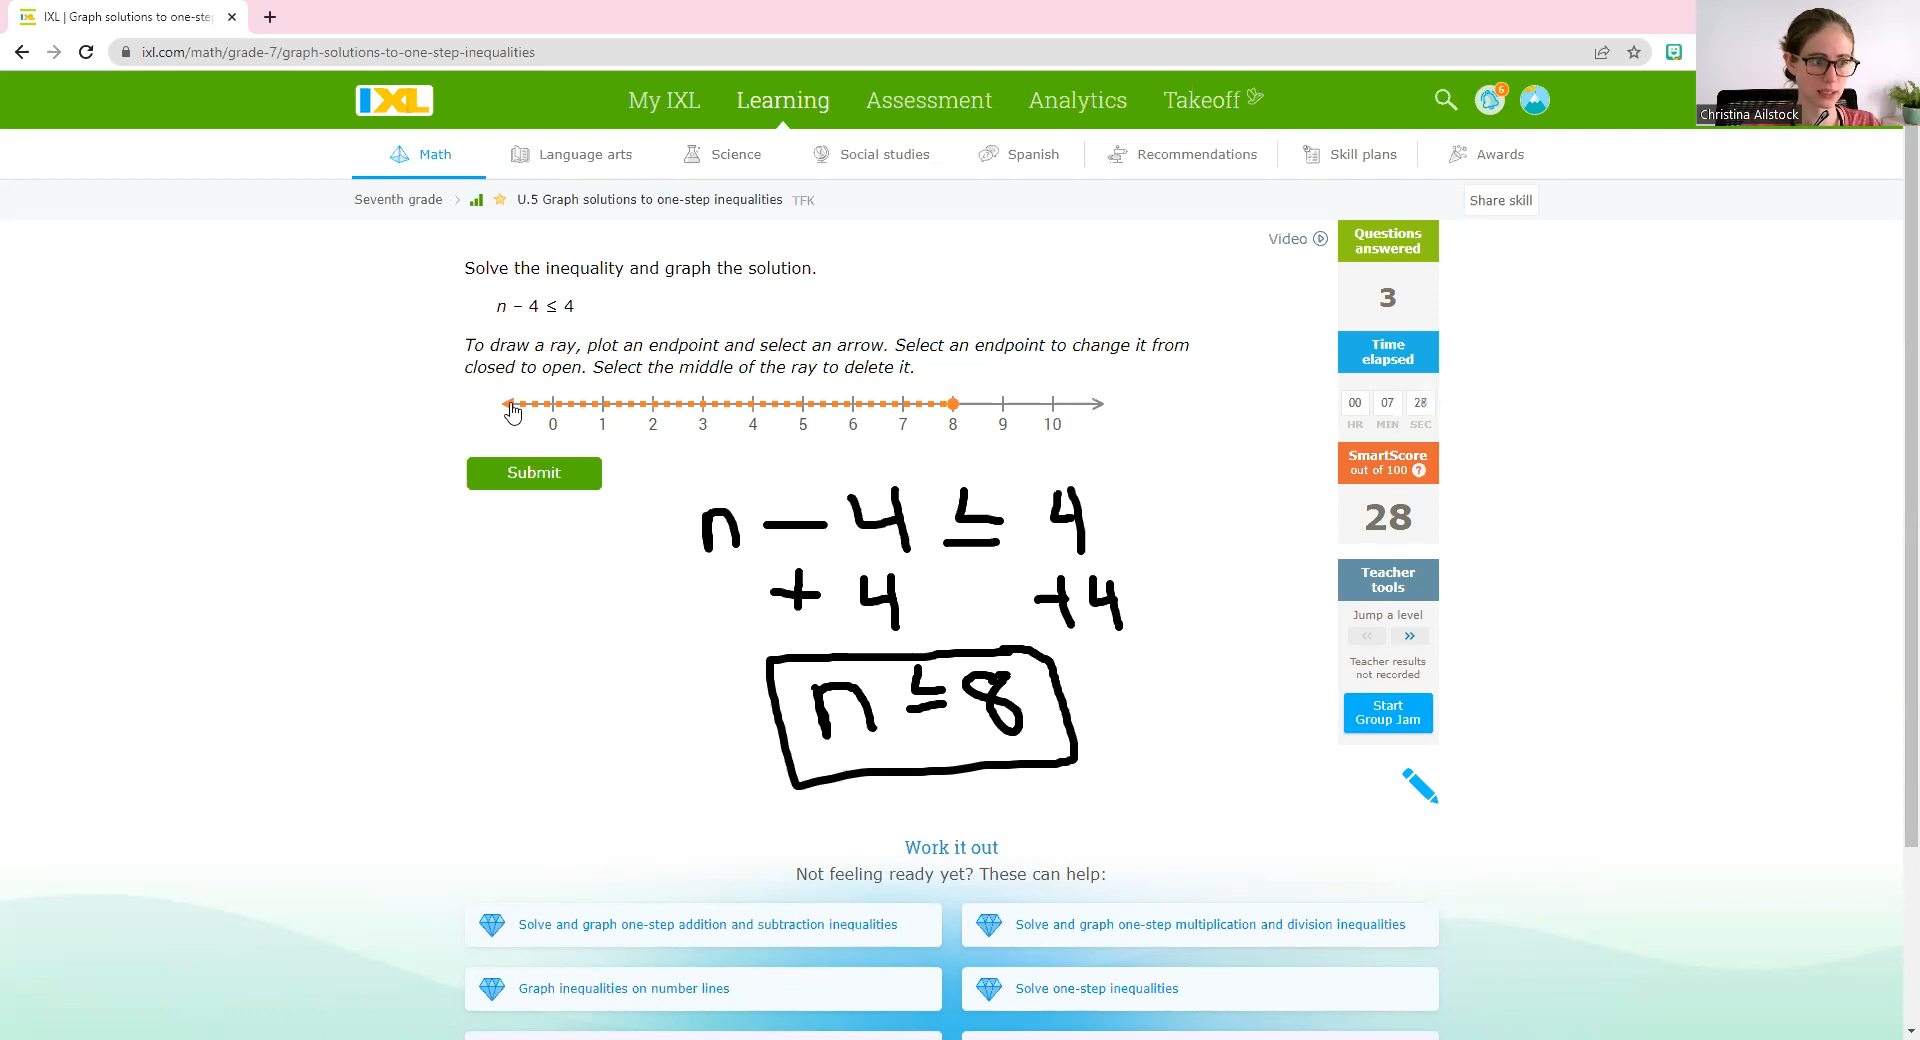 IXL | Graph solutions to one-step
ixl.com/math/grade-7/graph-solutions-to-one-step-inequalities
IXL
My IXL Learning Assessment Analytics Takeoff
6
Christina Ailstock
Math Language arts Science Social studies Spanish Recommendations Skill plans Awards
Seventh grade U.5 Graph solutions to one-step inequalities TFK
Share skill
Video
Solve the inequality and graph the solution.
n − 4 ≤ 4
To draw a ray, plot an endpoint and select an arrow. Select an endpoint to change it from
closed to open. Select the middle of the ray to delete it.
0 1 2 3 4 5 6 7 8 9 10
Submit
n − 4 ≤ 4
+ 4 +4
n ≤ 8
Questions
answered
3
Time
elapsed
00 07 28
HR MIN SEC
SmartScore
out of 100 ?
28
Teacher
tools
Jump a level
<< >>
Teacher results
not recorded
Start
Group Jam
Work it out
Not feeling ready yet? These can help:
Solve and graph one-step addition and subtraction inequalities
Solve and graph one-step multiplication and division inequalities
Graph inequalities on number lines
Solve one-step inequalities